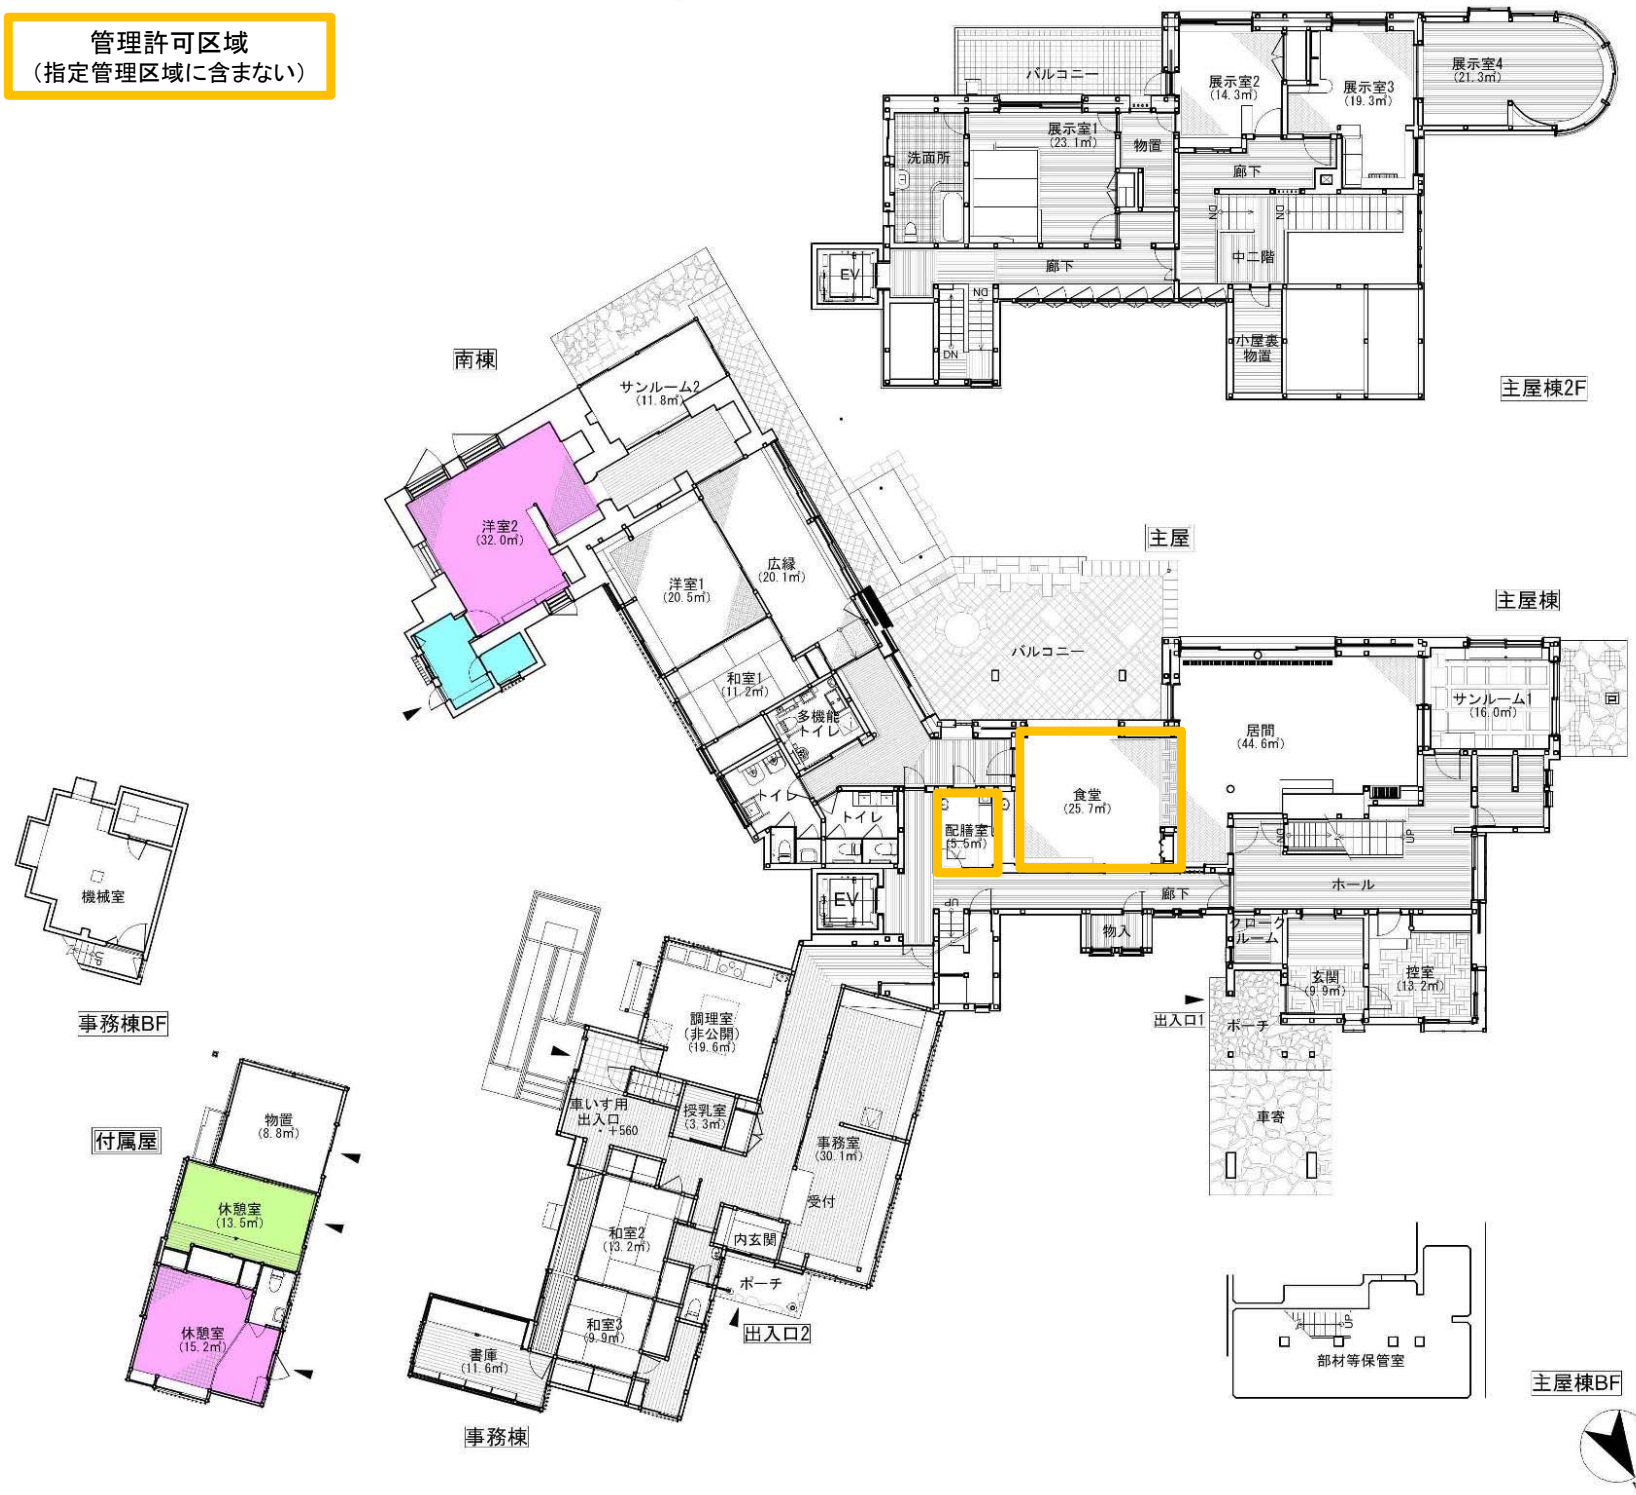 管理許可区域
（指定管理区域に含まない）
バルコニー
展示室2
(14.3㎡)
展示室3
(19.3㎡)
展示室4
(21.3㎡)
展示室1
(23.1㎡)
物置
洗面所
廊下
DN
DN
中二階
廊下
EV
DN
DN
小屋裏
物置
主屋棟2F
南棟
サンルーム2
(11.8㎡)
洋室2
(32.0㎡)
広縁
(20.1㎡)
洋室1
(20.5㎡)
和室1
(11.2㎡)
多機能
トイレ
トイレ
トイレ
主屋
バルコニー
主屋棟
サンルーム1
(16.0㎡)
居間
(44.6㎡)
食堂
(25.7㎡)
配膳室
(5.5㎡)
DN
UP
ホール
廊下
EV
UP
物入
クローク
ルーム
玄関
(9.9㎡)
控室
(13.2㎡)
出入口1
ポーチ
車寄
機械室
UP
事務棟BF
調理室
(非公開)
(19.6㎡)
車いす用
出入口
+560
授乳室
(3.3㎡)
事務室
(30.1㎡)
受付
付属屋
物置
(8.8㎡)
休憩室
(13.5㎡)
休憩室
(15.2㎡)
和室2
(13.2㎡)
内玄関
ポーチ
出入口2
和室3
(9.9㎡)
書庫
(11.6㎡)
事務棟
UP
部材等保管室
主屋棟BF